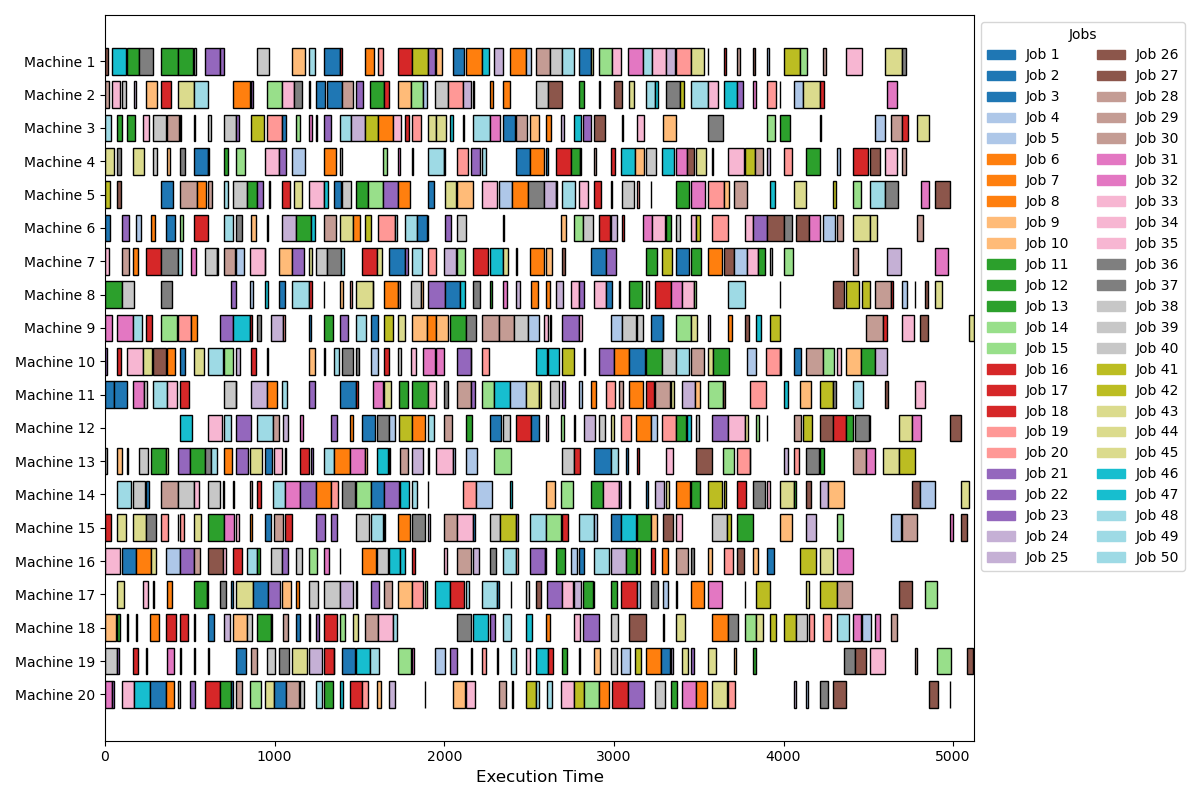 Machine 1
Machine 2
Machine 3
Machine 4
Machine 5
Machine 6
Machine 7
Machine 8
Machine 9
Machine 10
Machine 11
Machine 12
Machine 13
Machine 14
Machine 15
Machine 16
Machine 17
Machine 18
Machine 19
Machine 20
0 1000 2000 3000 4000 5000
Execution Time
Jobs
Job 1
Job 2
Job 3
Job 4
Job 5
Job 6
Job 7
Job 8
Job 9
Job 10
Job 11
Job 12
Job 13
Job 14
Job 15
Job 16
Job 17
Job 18
Job 19
Job 20
Job 21
Job 22
Job 23
Job 24
Job 25
Job 26
Job 27
Job 28
Job 29
Job 30
Job 31
Job 32
Job 33
Job 34
Job 35
Job 36
Job 37
Job 38
Job 39
Job 40
Job 41
Job 42
Job 43
Job 44
Job 45
Job 46
Job 47
Job 48
Job 49
Job 50